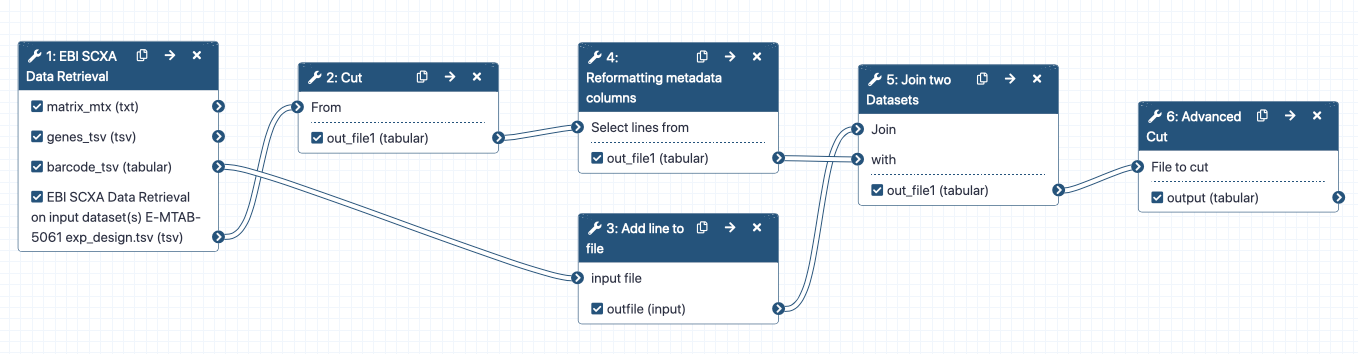 1: EBI SCXA
Data Retrieval
matrix_mtx (txt)
genes_tsv (tsv)
barcode_tsv (tabular)
EBI SCXA Data Retrieval
on input dataset(s) E-MTAB-
5061 exp_design.tsv (tsv)
2: Cut
From
out_file1 (tabular)
4:
Reformatting metadata
columns
Select lines from
out_file1 (tabular)
3: Add line to
file
input file
outfile (input)
5: Join two
Datasets
Join
with
out_file1 (tabular)
6: Advanced
Cut
File to cut
output (tabular)